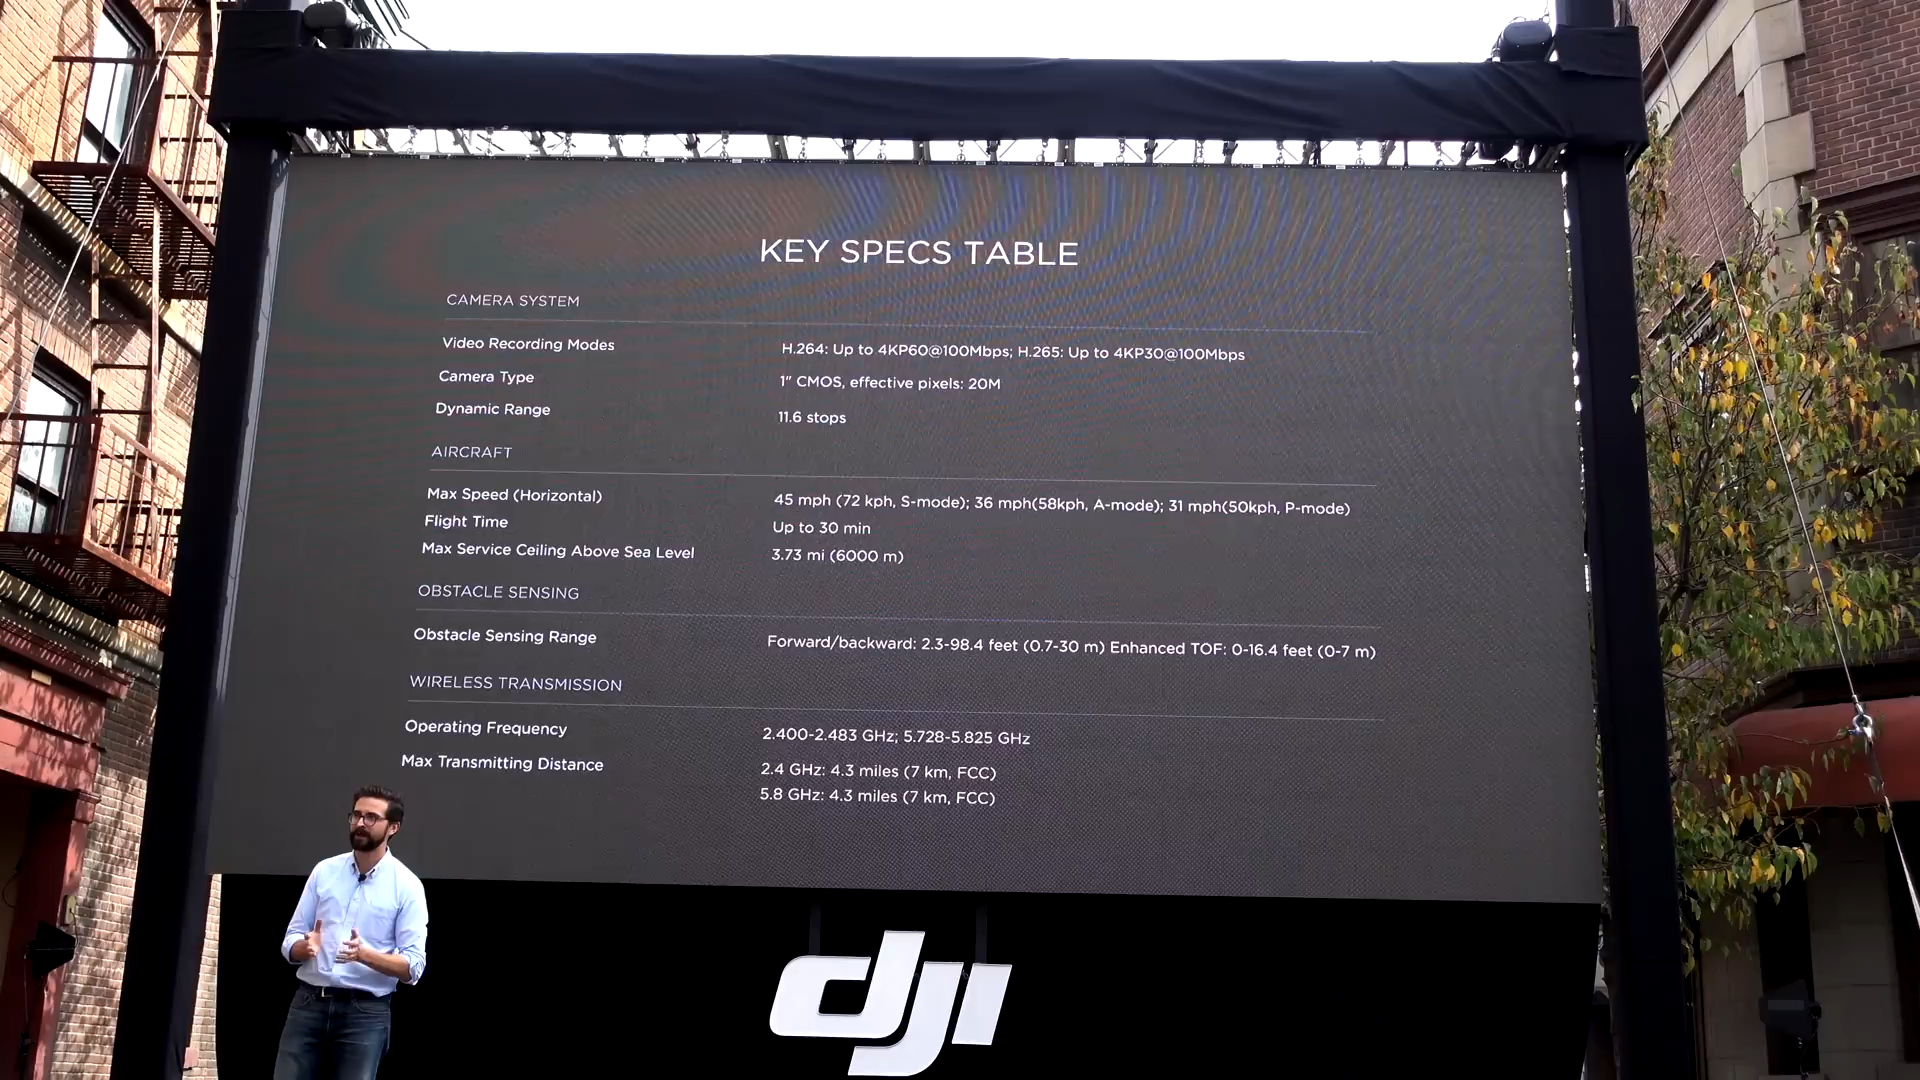 KEY SPECS TABLE
CAMERA SYSTEM
Video Recording Modes H.264: Up to 4KP60@100Mbps; H.265: Up to 4KP30@100Mbps
Camera Type 1" CMOS, effective pixels: 20M
Dynamic Range 11.6 stops
AIRCRAFT
Max Speed (Horizontal) 45 mph (72 kph, S-mode); 36 mph(58kph, A-mode); 31 mph(50kph, P-mode)
Flight Time Up to 30 min
Max Service Ceiling Above Sea Level 3.73 mi (6000 m)
OBSTACLE SENSING
Obstacle Sensing Range Forward/backward: 2.3-98.4 feet (0.7-30 m) Enhanced TOF: 0-16.4 feet (0-7 m)
WIRELESS TRANSMISSION
Operating Frequency 2.400-2.483 GHz; 5.728-5.825 GHz
Max Transmitting Distance 2.4 GHz: 4.3 miles (7 km, FCC)
5.8 GHz: 4.3 miles (7 km, FCC)
dji